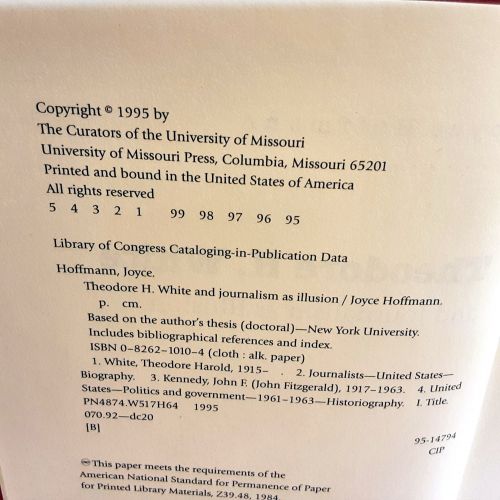 Copyright © 1995 by
The Curators of the University of Missouri
University of Missouri Press, Columbia, Missouri 65201
Printed and bound in the United States of America
All rights reserved
5 4 3 2 1 99 98 97 96 95
Library of Congress Cataloging-in-Publication Data
Hoffmann, Joyce.
Theodore H. White and journalism as illusion / Joyce Hoffmann.
p. cm.
Based on the author's thesis (doctoral)—New York University.
Includes bibliographical references and index.
ISBN 0-8262-1010-4 (cloth : alk. paper)
1. White, Theodore Harold, 1915– . 2. Journalists—United States—
Biography. 3. Kennedy, John F. (John Fitzgerald), 1917–1963. 4. United
States—Politics and government—1961–1963—Historiography. I. Title.
PN4874.W517H64 1995
070.92—dc20
[B] 95-14794
CIP
∞ This paper meets the requirements of the
American National Standard for Permanence of Paper
for Printed Library Materials, Z39.48, 1984.